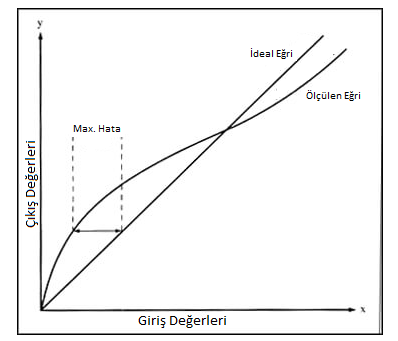 y
İdeal Eğri
Ölçülen Eğri
Max. Hata
Çıkış Değerleri
x
Giriş Değerleri